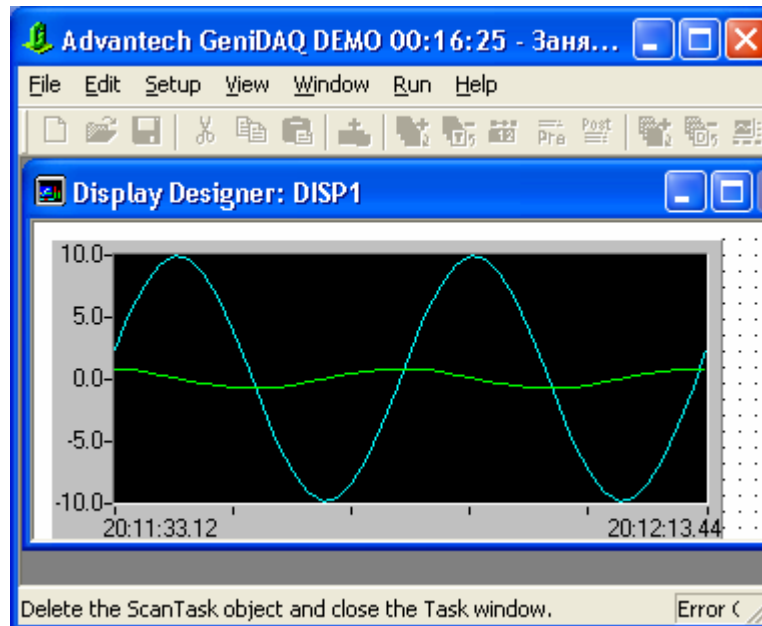 Advantech GeniDAQ DEMO 00:16:25 - Заня...
File Edit Setup View Window Run Help
Pre Post
Display Designer: DISP1
10.0-
5.0-
0.0-
-5.0-
-10.0-
20:11:33.12 20:12:13.44
Delete the ScanTask object and close the Task window. Error